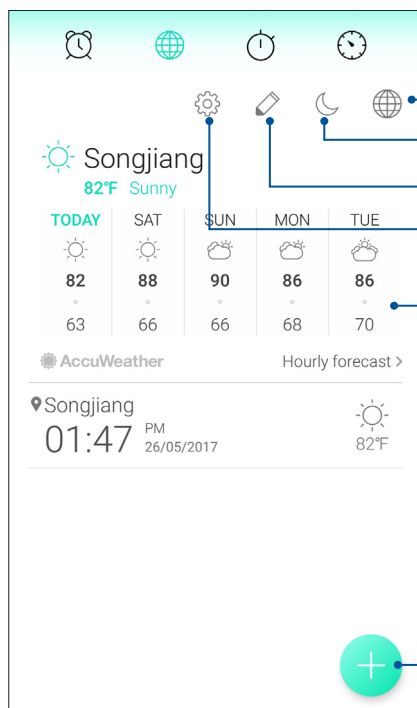 Songjiang
82°F Sunny
TODAY SAT SUN MON TUE
82 88 90 86 86
63 66 66 68 70
AccuWeather Hourly forecast >
Songjiang
01:47 PM
26/05/2017
82°F